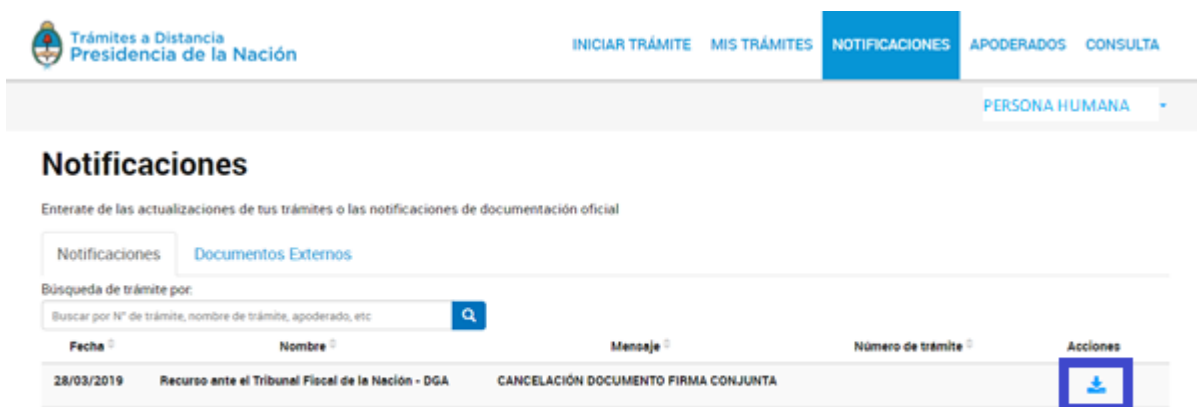 Trámites a Distancia
Presidencia de la Nación
INICIAR TRÁMITE MIS TRÁMITES NOTIFICACIONES APODERADOS CONSULTA
PERSONA HUMANA
Notificaciones
Enterate de las actualizaciones de tus trámites o las notificaciones de documentación oficial
Notificaciones Documentos Externos
Búsqueda de trámite por:
Buscar por N° de trámite, nombre de trámite, apoderado, etc
Fecha Nombre Mensaje Número de trámite Acciones
28/03/2019 Recurso ante el Tribunal Fiscal de la Nación - DGA CANCELACIÓN DOCUMENTO FIRMA CONJUNTA